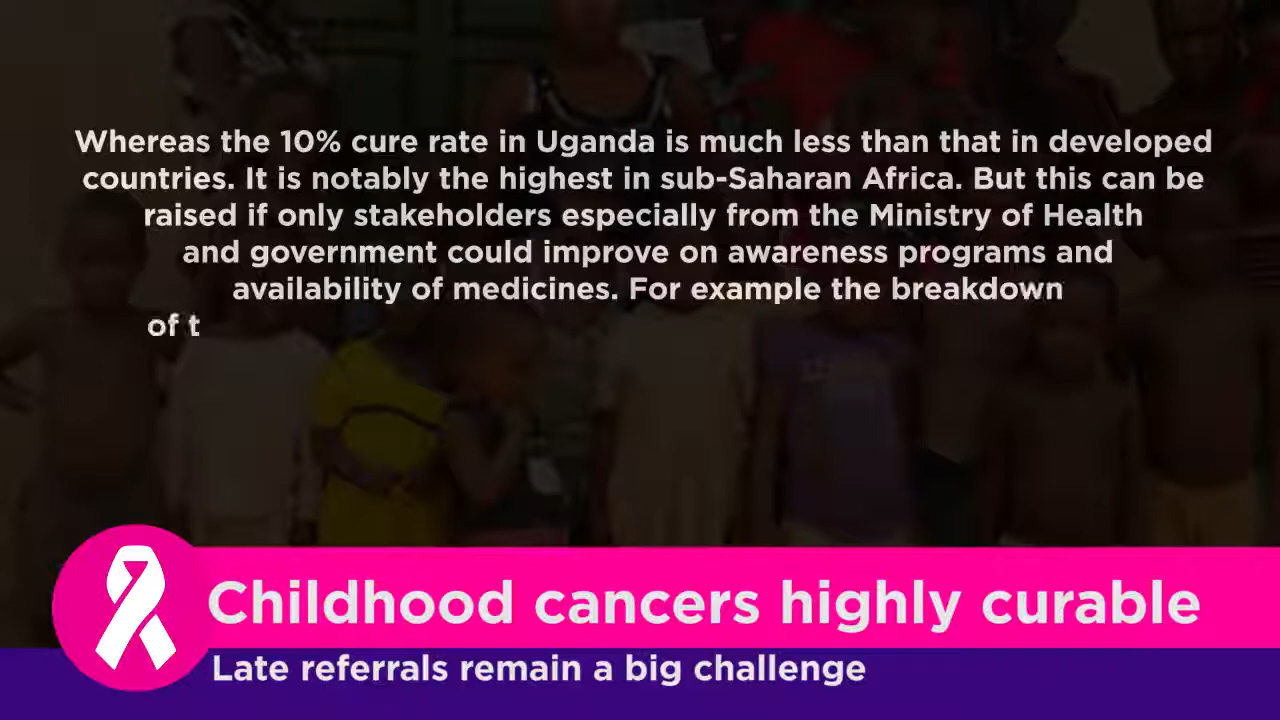 Whereas the 10% cure rate in Uganda is much less than that in developed
countries. It is notably the highest in sub-Saharan Africa. But this can be
raised if only stakeholders especially from the Ministry of Health
and government could improve on awareness programs and
availability of medicines. For example the breakdown
of t
Childhood cancers highly curable
Late referrals remain a big challenge